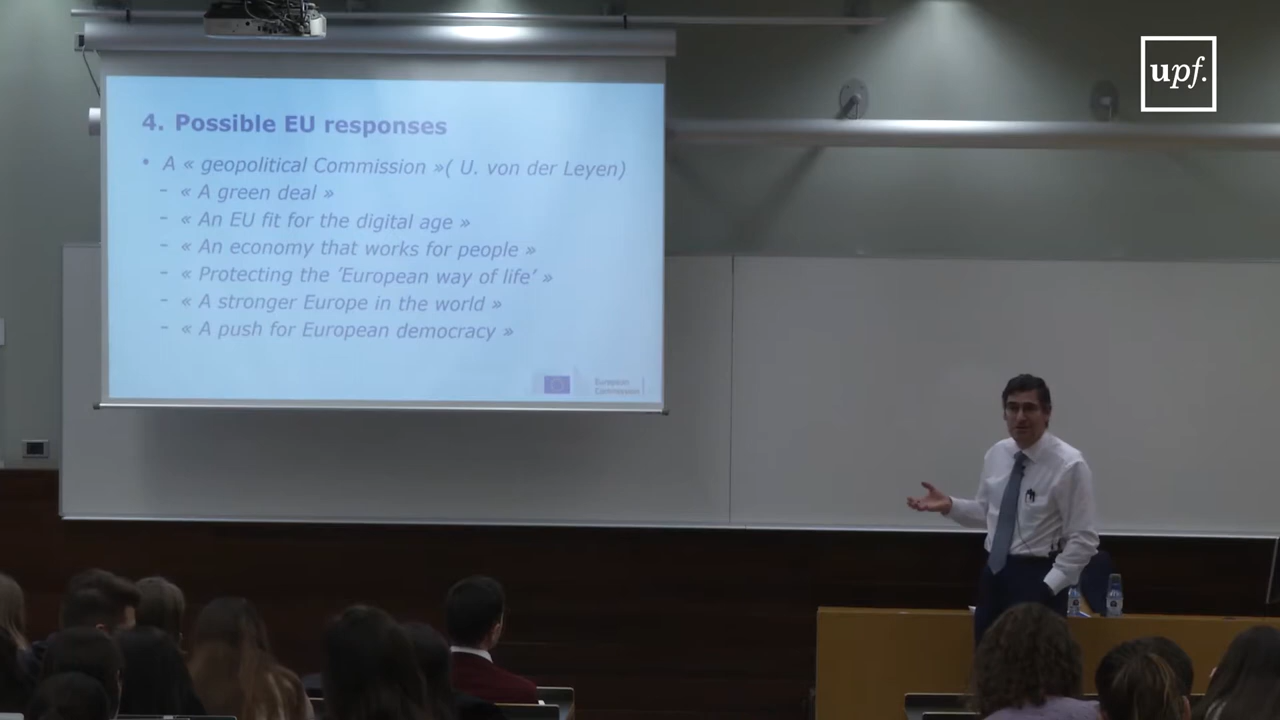 upf.
4. Possible EU responses
• A « geopolitical Commission »( U. von der Leyen)
- « A green deal »
- « An EU fit for the digital age »
- « An economy that works for people »
- « Protecting the ‘European way of life’ »
- « A stronger Europe in the world »
- « A push for European democracy »
European
Commission